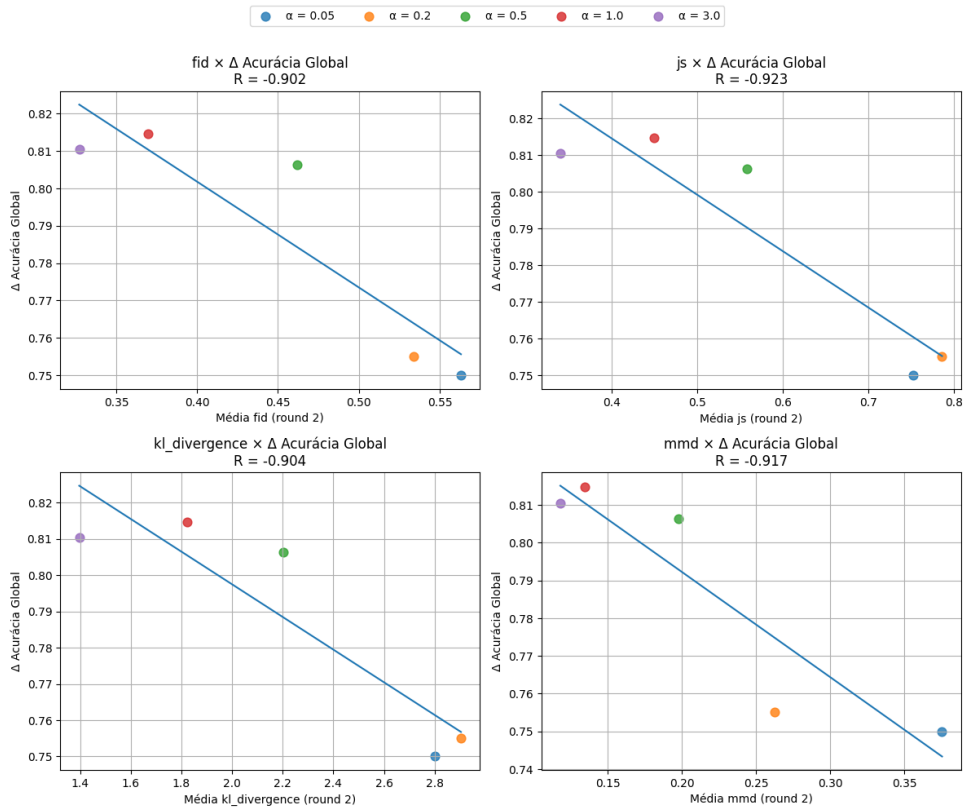 α = 0.05 α = 0.2 α = 0.5 α = 1.0 α = 3.0
fid × Δ Acurácia Global
R = -0.902
Δ Acurácia Global
0.82
0.81
0.80
0.79
0.78
0.77
0.76
0.75
0.35 0.40 0.45 0.50 0.55
Média fid (round 2)
js × Δ Acurácia Global
R = -0.923
Δ Acurácia Global
0.82
0.81
0.80
0.79
0.78
0.77
0.76
0.75
0.4 0.5 0.6 0.7 0.8
Média js (round 2)
kl_divergence × Δ Acurácia Global
R = -0.904
Δ Acurácia Global
0.82
0.81
0.80
0.79
0.78
0.77
0.76
0.75
1.4 1.6 1.8 2.0 2.2 2.4 2.6 2.8
Média kl_divergence (round 2)
mmd × Δ Acurácia Global
R = -0.917
Δ Acurácia Global
0.81
0.80
0.79
0.78
0.77
0.76
0.75
0.74
0.15 0.20 0.25 0.30 0.35
Média mmd (round 2)